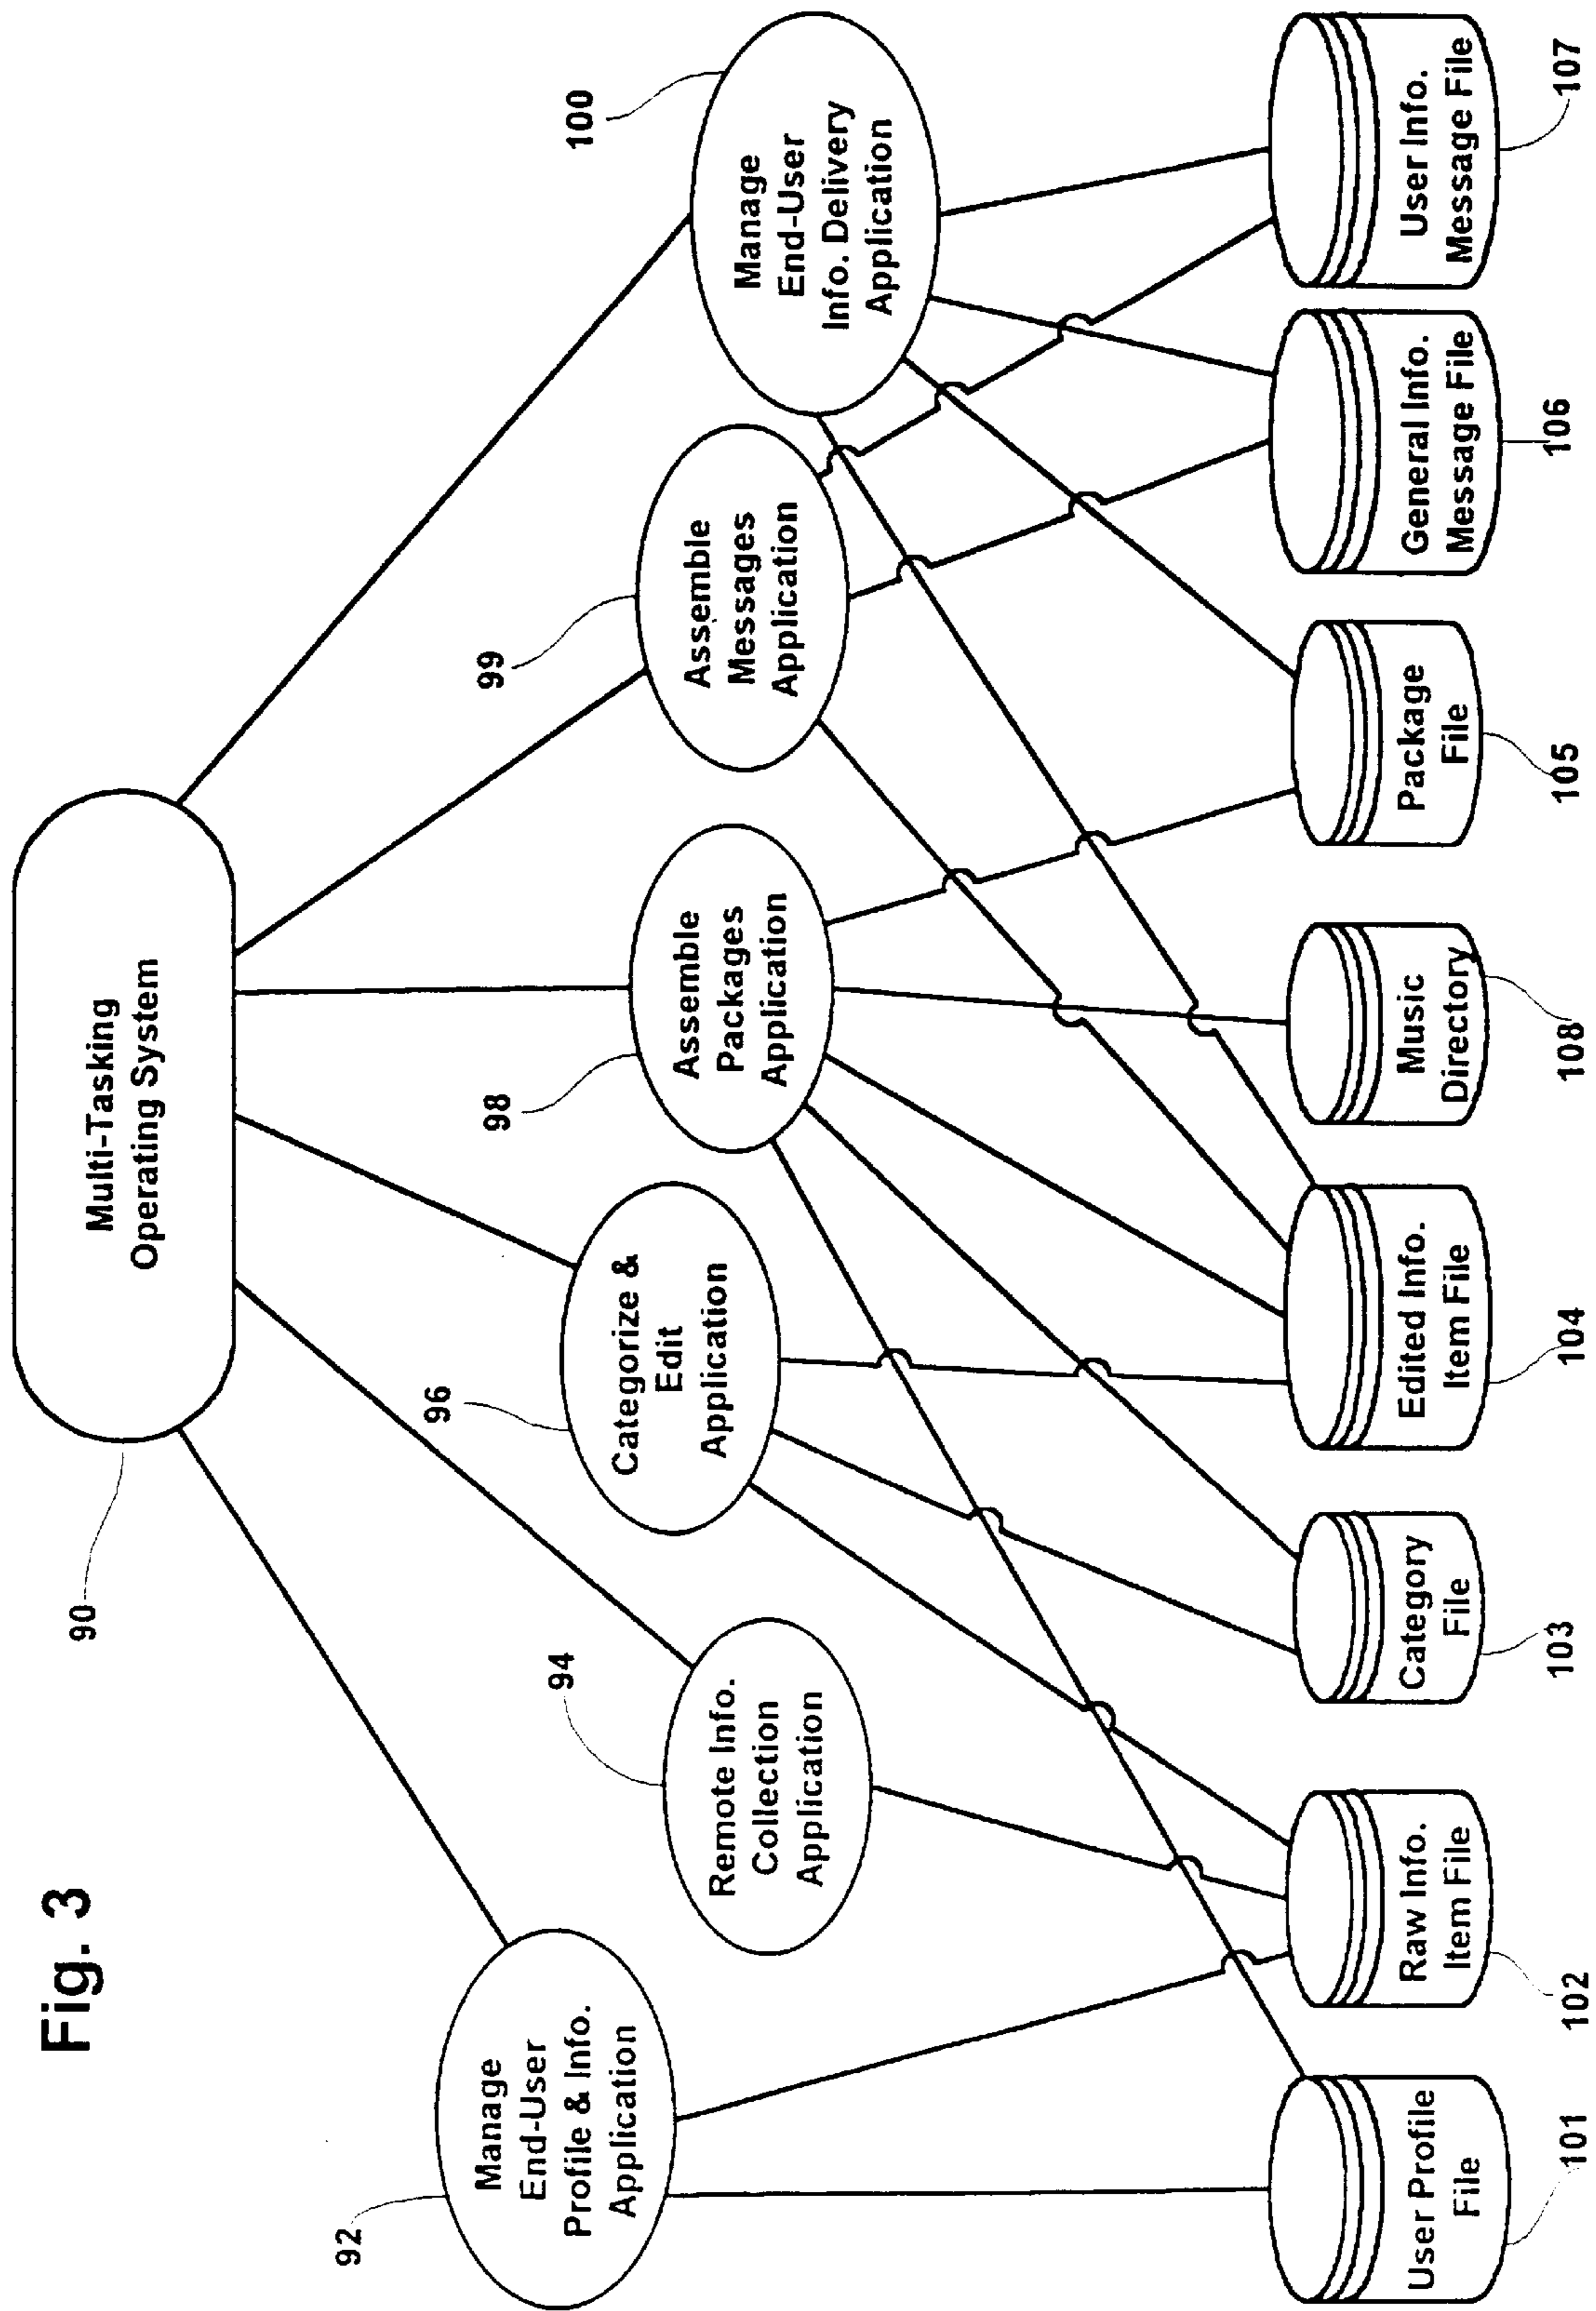 Fig. 3
90
Multi-Tasking
Operating System
92
Manage
End-User
Profile & Info.
Application
94
Remote Info.
Collection
Application
96
Categorize &
Edit
Application
98
Assemble
Packages
Application
99
Assemble
Messages
Application
100
Manage
End-User
Info. Delivery
Application
User Profile
File
101
Raw Info.
Item File
102
Category
File
103
Edited Info.
Item File
104
Music
Directory
108
Package
File
105
General Info.
Message File
106
User Info.
Message File
107